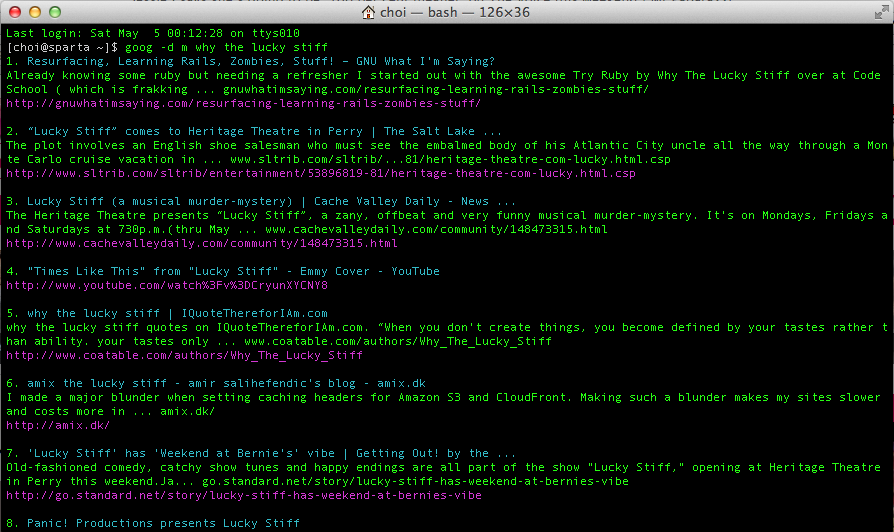 choi — bash — 126×36
Last login: Sat May  5 00:12:28 on ttys010
[choi@sparta ~]$ goog -d m why the lucky stiff
1. Resurfacing, Learning Rails, Zombies, Stuff! – GNU What I'm Saying?
Already knowing some ruby but needing a refresher I started out with the awesome Try Ruby by Why The Lucky Stiff over at Code
School ( which is frakking ... gnuwhatimsaying.com/resurfacing-learning-rails-zombies-stuff/
http://gnuwhatimsaying.com/resurfacing-learning-rails-zombies-stuff/
2. “Lucky Stiff” comes to Heritage Theatre in Perry | The Salt Lake ...
The plot involves an English shoe salesman who must see the embalmed body of his Atlantic City uncle all the way through a Mon
te Carlo cruise vacation in ... www.sltrib.com/sltrib/...81/heritage-theatre-com-lucky.html.csp
http://www.sltrib.com/sltrib/entertainment/53896819-81/heritage-theatre-com-lucky.html.csp
3. Lucky Stiff (a musical murder-mystery) | Cache Valley Daily - News ...
The Heritage Theatre presents “Lucky Stiff”, a zany, offbeat and very funny musical murder-mystery. It's on Mondays, Fridays a
nd Saturdays at 730p.m.(thru May ... www.cachevalleydaily.com/community/148473315.html
http://www.cachevalleydaily.com/community/148473315.html
4. "Times Like This" from "Lucky Stiff" - Emmy Cover - YouTube
http://www.youtube.com/watch%3Fv%3DCryunXYCNY8
5. why the lucky stiff | IQuoteThereforIAm.com
why the lucky stiff quotes on IQuoteThereforIAm.com. “When you don't create things, you become defined by your tastes rather t
han ability. your tastes only ... www.coatable.com/authors/Why_The_Lucky_Stiff
http://www.coatable.com/authors/Why_The_Lucky_Stiff
6. amix the lucky stiff - amir salihefendic's blog - amix.dk
I made a major blunder when setting caching headers for Amazon S3 and CloudFront. Making such a blunder makes my sites slower
and costs more in ... amix.dk/
http://amix.dk/
7. 'Lucky Stiff' has 'Weekend at Bernie's' vibe | Getting Out! by the ...
Old-fashioned comedy, catchy show tunes and happy endings are all part of the show "Lucky Stiff," opening at Heritage Theatre
in Perry this weekend.Ja... go.standard.net/story/lucky-stiff-has-weekend-at-bernies-vibe
http://go.standard.net/story/lucky-stiff-has-weekend-at-bernies-vibe
8. Panic! Productions presents Lucky Stiff